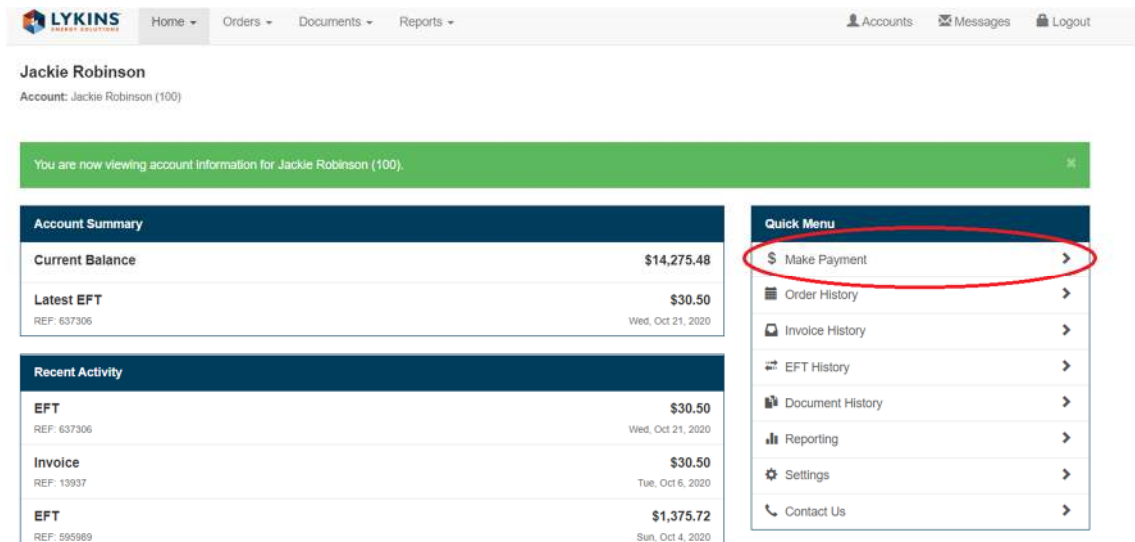 LYKINS
ENERGY SOLUTIONS
Home
Orders
Documents
Reports
Accounts
Messages
Logout
Jackie Robinson
Account: Jackie Robinson (100)
You are now viewing account information for Jackie Robinson (100).
×
Account Summary
Current Balance $14,275.48
Latest EFT $30.50
REF: 637306 Wed, Oct 21, 2020
Recent Activity
EFT $30.50
REF: 637306 Wed, Oct 21, 2020
Invoice $30.50
REF: 13937 Tue, Oct 6, 2020
EFT $1,375.72
REF: 595989 Sun, Oct 4, 2020
Quick Menu
$ Make Payment
Order History
Invoice History
EFT History
Document History
Reporting
Settings
Contact Us